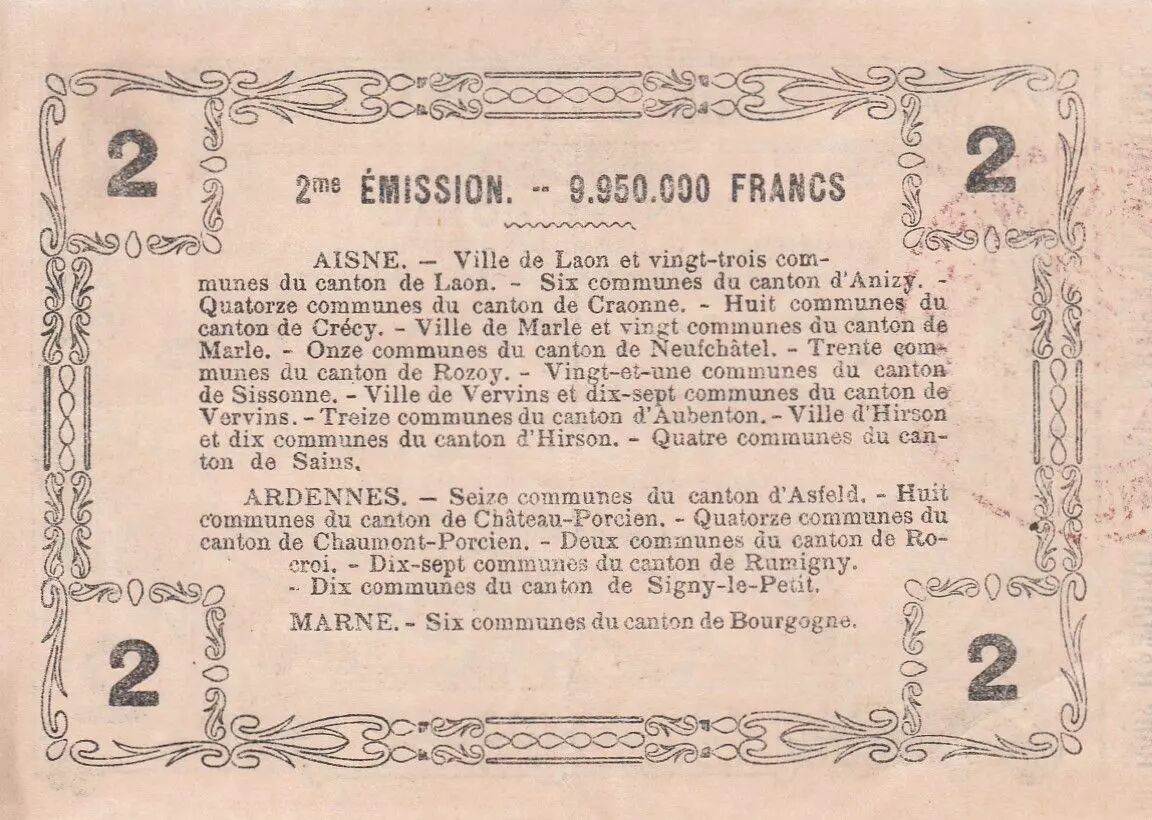 2 2
2me ÉMISSION. -- 9.950.000 FRANCS
AISNE. — Ville de Laon et vingt-trois com-
munes du canton de Laon. - Six communes du canton d'Anizy. -
Quatorze communes du canton de Craonne. - Huit communes du
canton de Crécy. - Ville de Marle et vingt communes du canton de
Marle. - Onze communes du canton de Neufchâtel. - Trente com-
munes du canton de Rozoy. - Vingt-et-une communes du canton
de Sissonne. - Ville de Vervins et dix-sept communes du canton de
Vervins. - Treize communes du canton d'Aubenton. - Ville d'Hirson
et dix communes du canton d'Hirson. - Quatre communes du can-
ton de Sains.
ARDENNES. — Seize communes du canton d'Asfeld. - Huit
communes du canton de Château-Porcien. - Quatorze communes du
canton de Chaumont-Porcien. - Deux communes du canton de Ro-
croi. - Dix-sept communes du canton de Rumigny.
- Dix communes du canton de Signy-le-Petit.
MARNE. - Six communes du canton de Bourgogne.
2 2